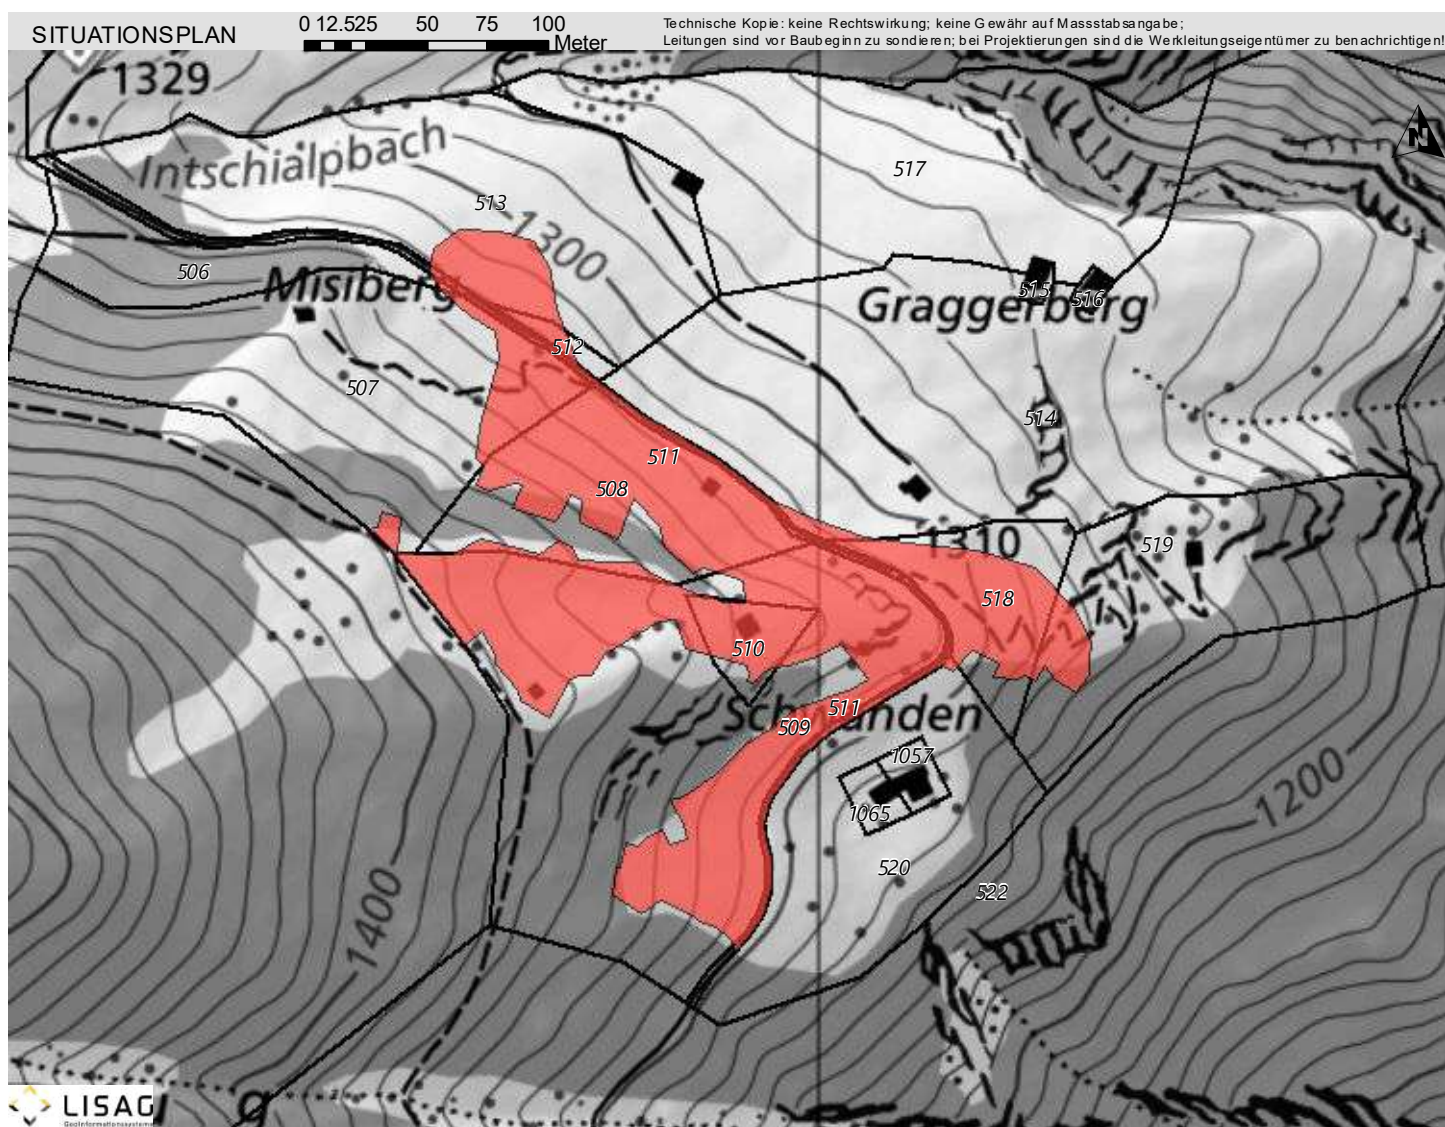 SITUATIONSPLAN
0 12.525 50 75 100
Meter
Technische Kopie: keine Rechtswirkung; keine Gewähr auf Massstabsangabe;
Leitungen sind vor Baubeginn zu sondieren; bei Projektierungen sind die Werkleitungseigentümer zu benachrichtigen!
1329
N
Intschialpbach
517
513
1300
506
Misiberg
515
516
Graggerberg
512
507
514
511
508
1310
519
518
510
Schwanden
511
509
1057
1065
1200
520
522
1400
LISAG
Geoinformationssysteme
g